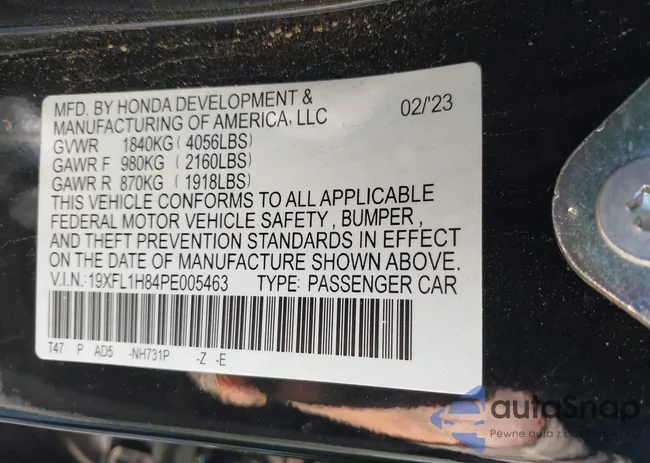 MFD. BY HONDA DEVELOPMENT &
MANUFACTURING OF AMERICA, LLC 02/'23
GVWR 1840KG (4056LBS)
GAWR F 980KG (2160LBS)
GAWR R 870KG (1918LBS)
THIS VEHICLE CONFORMS TO ALL APPLICABLE
FEDERAL MOTOR VEHICLE SAFETY, BUMPER,
AND THEFT PREVENTION STANDARDS IN EFFECT
ON THE DATE OF MANUFACTURE SHOWN ABOVE.
V.I.N.:19XFL1H84PE005463 TYPE: PASSENGER CAR
T47 P AD5 -NH731P -Z -E
autoSnap
Pewne auta z